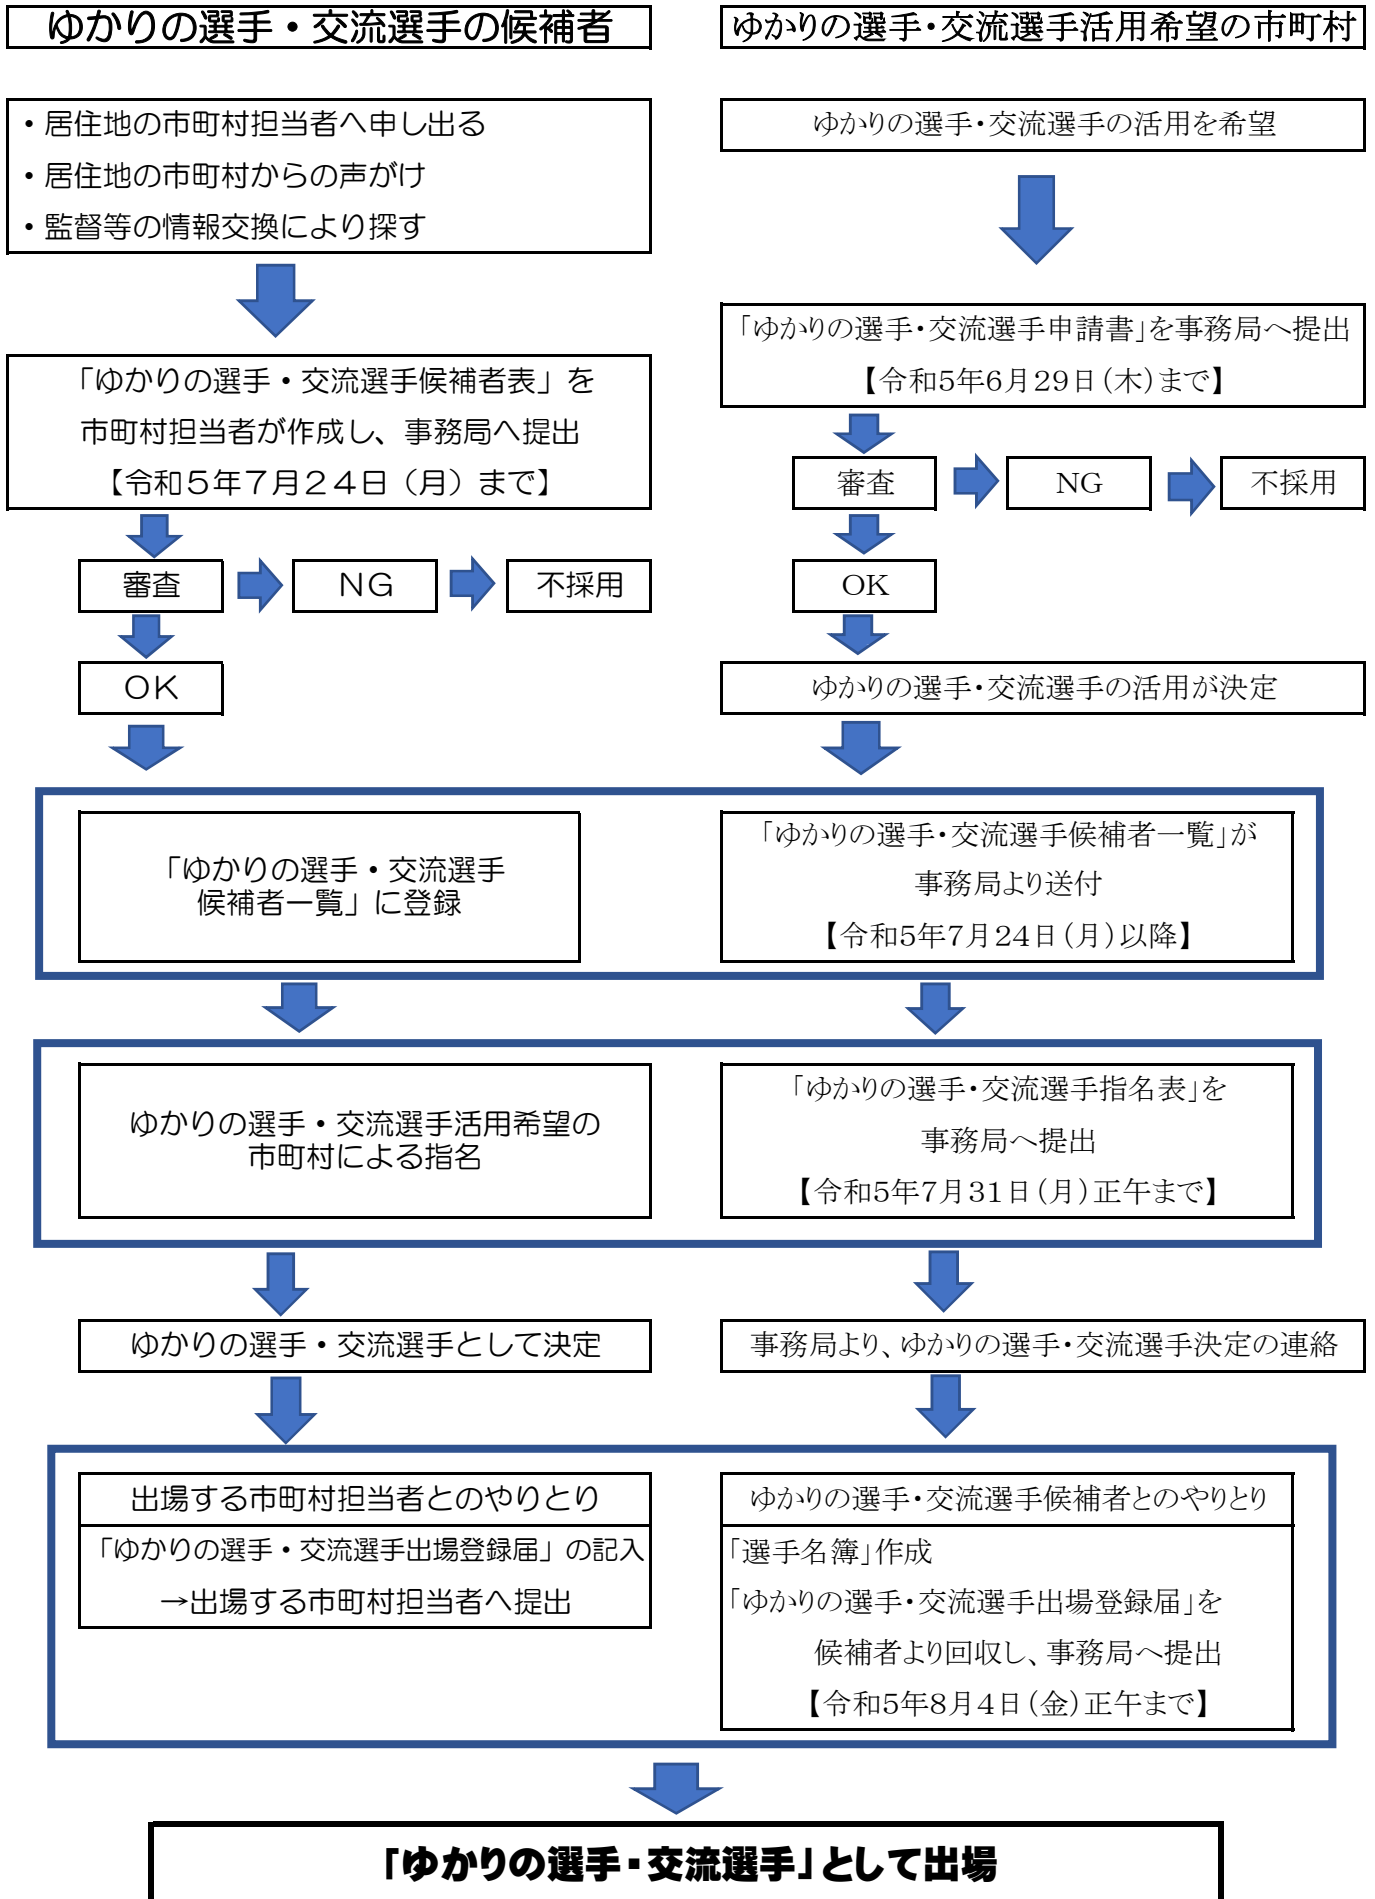 ゆかりの選手・交流選手の候補者
ゆかりの選手・交流選手活用希望の市町村
・居住地の市町村担当者へ申し出る
・居住地の市町村からの声がけ
・監督等の情報交換により探す
ゆかりの選手・交流選手の活用を希望
「ゆかりの選手・交流選手申請書」を事務局へ提出
【令和5年6月29日(木)まで】
「ゆかりの選手・交流選手候補者表」を
市町村担当者が作成し、事務局へ提出
【令和５年７月２４日（月）まで】
審査
NG
不採用
OK
審査
ＮＧ
不採用
ＯＫ
ゆかりの選手・交流選手の活用が決定
「ゆかりの選手・交流選手
候補者一覧」に登録
「ゆかりの選手・交流選手候補者一覧」が
事務局より送付
【令和5年7月24日(月)以降】
ゆかりの選手・交流選手活用希望の
市町村による指名
「ゆかりの選手・交流選手指名表」を
事務局へ提出
【令和5年7月31日(月)正午まで】
ゆかりの選手・交流選手として決定
事務局より、ゆかりの選手・交流選手決定の連絡
出場する市町村担当者とのやりとり
「ゆかりの選手・交流選手出場登録届」の記入
→出場する市町村担当者へ提出
ゆかりの選手・交流選手候補者とのやりとり
「選手名簿」作成
「ゆかりの選手・交流選手出場登録届」を
候補者より回収し、事務局へ提出
【令和5年8月4日(金)正午まで】
「ゆかりの選手・交流選手」として出場